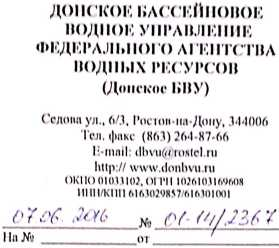 ДОНСКОЕ БАССЕЙНОВОЕ
ВОДНОЕ УПРАВЛЕНИЕ
ФЕДЕРАЛЬНОГО АГЕНТСТВА
ВОДНЫХ РЕСУРСОВ
(Донское БВУ)
Седова ул., 6/3, Ростов-на-Дону, 344006
Тел. факс (863) 264-87-66
E-mail: dbvu@rostel.ru
http:// www.donbvu.ru
ОКПО 01033102, ОГРН 1026103169608
ИНН/КПП 6163029857/616301001
07.06.2016 № 01-14/2367
На № от